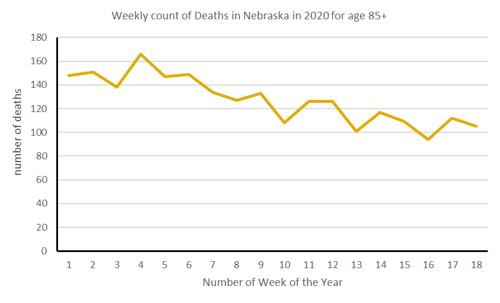 Weekly count of Deaths in Nebraska in 2020 for age 85+
180
160
140
120
100
80
60
40
20
0
number of deaths
1 2 3 4 5 6 7 8 9 10 11 12 13 14 15 16 17 18
Number of Week of the Year